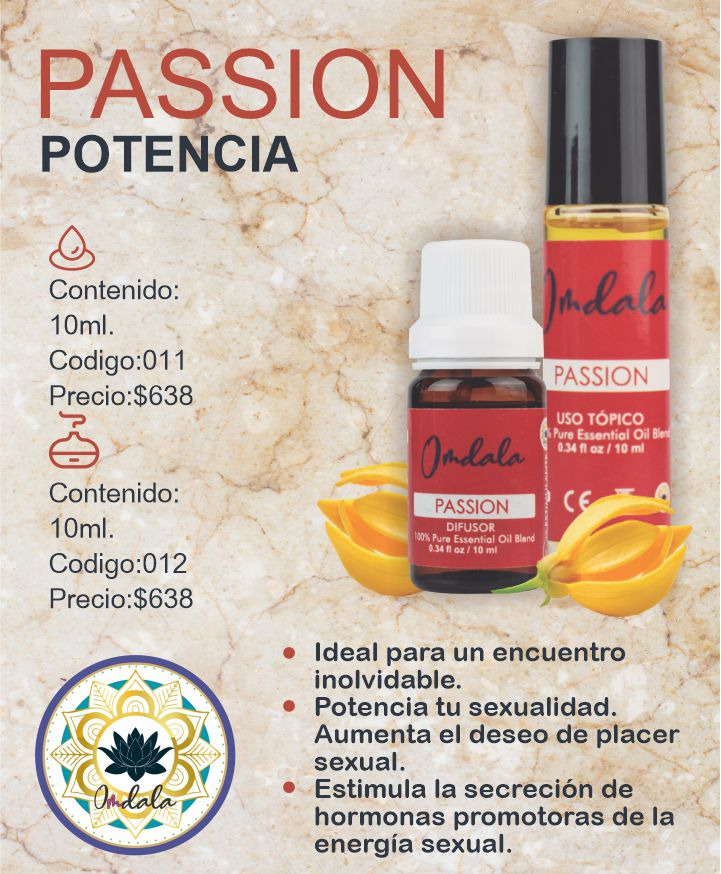 PASSION
POTENCIA
Contenido:
10ml.
Codigo:011
Precio:$638
Contenido:
10ml.
Codigo:012
Precio:$638
Omdala
PASSION
USO TÓPICO
% Pure Essential Oil Blend
0.34 fl oz / 10 ml
CE
Omdala
PASSION
DIFUSOR
100% Pure Essential Oil Blend
0.34 fl oz / 10 ml
Ideal para un encuentro
inolvidable.
Potencia tu sexualidad.
Aumenta el deseo de placer
sexual.
Estimula la secreción de
hormonas promotoras de la
energía sexual.
Omdala